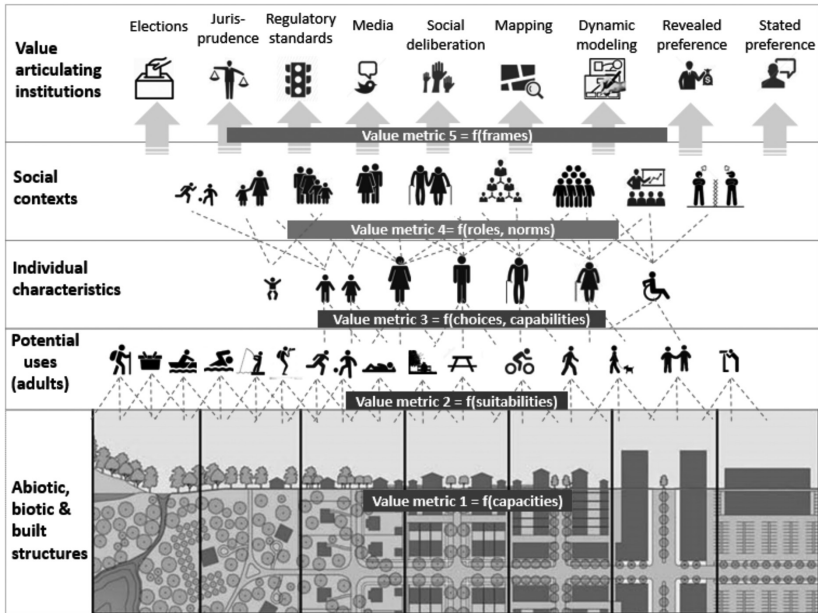 Value
articulating
institutions
Elections
Juris-
prudence
Regulatory
standards
Media
Social
deliberation
Mapping
Dynamic
modeling
Revealed
preference
Stated
preference
Value metric 5 = f(frames)
Social
contexts
Value metric 4= f(roles, norms)
Individual
characteristics
Value metric 3 = f(choices, capabilities)
Potential
uses
(adults)
Value metric 2 = f(suitabilities)
Abiotic,
biotic &
built
structures
Value metric 1 = f(capacities)